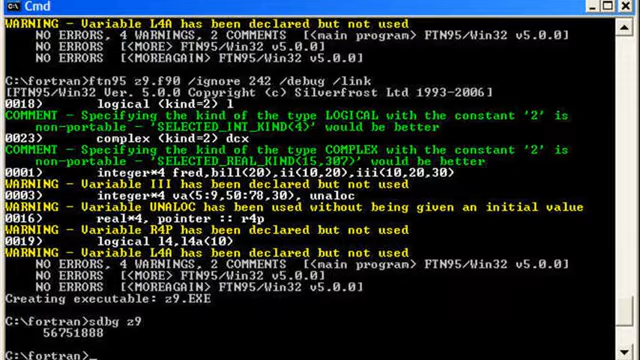 Cmd
WARNING - Variable L4A has been declared but not used
NO ERRORS, 4 WARNINGS, 2 COMMENTS [<main program> FTN95/Win32 v5.0.0]
NO ERRORS [<MORE> FTN95/Win32 v5.0.0]
NO ERRORS [<MOREAGAIN> FTN95/Win32 v5.0.0]
C:\fortran>ftn95 z9.f90 /ignore 242 /debug /link
[FTN95/Win32 Ver. 5.0.0 Copyright (c) Silverfrost Ltd 1993-2006]
0018) logical (kind=2) l
COMMENT - Specifying the kind of the type LOGICAL with the constant '2' is
non-portable - 'SELECTED_INT_KIND(4)' would be better
0023) complex (kind=2) dcx
COMMENT - Specifying the kind of the type COMPLEX with the constant '2' is
non-portable - 'SELECTED_REAL_KIND(15,307)' would be better
0001) integer*4 fred,bill(20),ii(10,20),iii(10,20,30)
WARNING - Variable III has been declared but not used
0003) integer*4 va(5:9,50:78,30), unaloc
WARNING - Variable UNALOC has been used without being given an initial value
0016) real*4, pointer :: r4p
WARNING - Variable R4P has been declared but not used
0019) logical l4,l4a(10)
WARNING - Variable L4A has been declared but not used
NO ERRORS, 4 WARNINGS, 2 COMMENTS [<main program> FTN95/Win32 v5.0.0]
NO ERRORS [<MORE> FTN95/Win32 v5.0.0]
NO ERRORS [<MOREAGAIN> FTN95/Win32 v5.0.0]
Creating executable: z9.EXE
C:\fortran>sdbg z9
56751888
C:\fortran>_